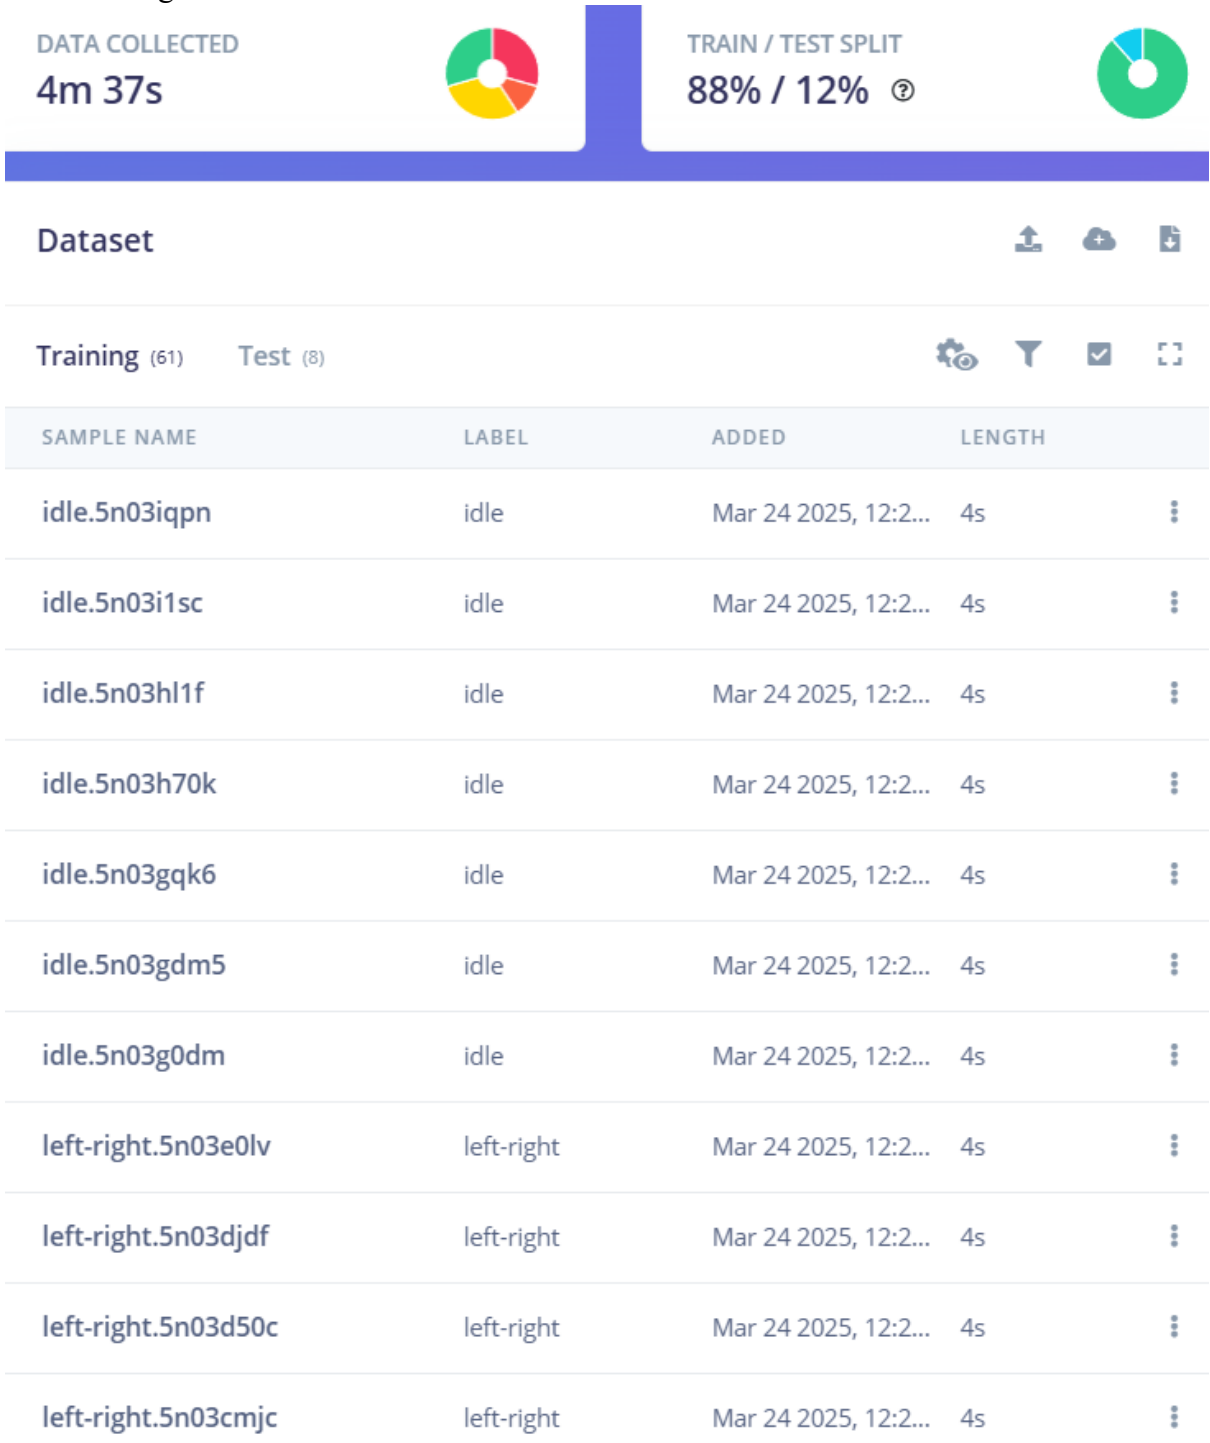 DATA COLLECTED
4m 37s
TRAIN / TEST SPLIT
88% / 12% ?
Dataset
Training (61) Test (8)
SAMPLE NAME LABEL ADDED LENGTH
idle.5n03iqpn idle Mar 24 2025, 12:2... 4s
idle.5n03i1sc idle Mar 24 2025, 12:2... 4s
idle.5n03hl1f idle Mar 24 2025, 12:2... 4s
idle.5n03h70k idle Mar 24 2025, 12:2... 4s
idle.5n03gqk6 idle Mar 24 2025, 12:2... 4s
idle.5n03gdm5 idle Mar 24 2025, 12:2... 4s
idle.5n03g0dm idle Mar 24 2025, 12:2... 4s
left-right.5n03e0lv left-right Mar 24 2025, 12:2... 4s
left-right.5n03djdf left-right Mar 24 2025, 12:2... 4s
left-right.5n03d50c left-right Mar 24 2025, 12:2... 4s
left-right.5n03cmjc left-right Mar 24 2025, 12:2... 4s